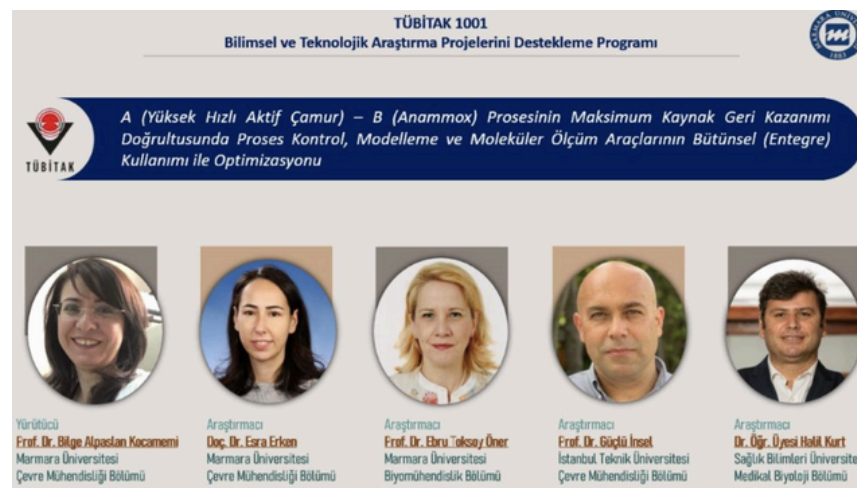 TÜBİTAK 1001
Bilimsel ve Teknolojik Araştırma Projelerini Destekleme Programı
A (Yüksek Hızlı Aktif Çamur) – B (Anammox) Prosesinin Maksimum Kaynak Geri Kazanımı
Doğrultusunda Proses Kontrol, Modelleme ve Moleküler Ölçüm Araçlarının Bütünsel (Entegre)
Kullanımı ile Optimizasyonu
TÜBİTAK
Yürütücü
Prof. Dr. Bilge Alpaslan Kocamemi
Marmara Üniversitesi
Çevre Mühendisliği Bölümü
Araştırmacı
Doç. Dr. Esra Erken
Marmara Üniversitesi
Çevre Mühendisliği Bölümü
Araştırmacı
Prof. Dr. Ebru Toksoy Öner
Marmara Üniversitesi
Biyomühendislik Bölümü
Araştırmacı
Prof. Dr. Güçlü İnsel
İstanbul Teknik Üniversitesi
Çevre Mühendisliği Bölümü
Araştırmacı
Dr. Öğr. Üyesi Halil Kurt
Sağlık Bilimleri Üniversite
Medikal Biyoloji Bölümü